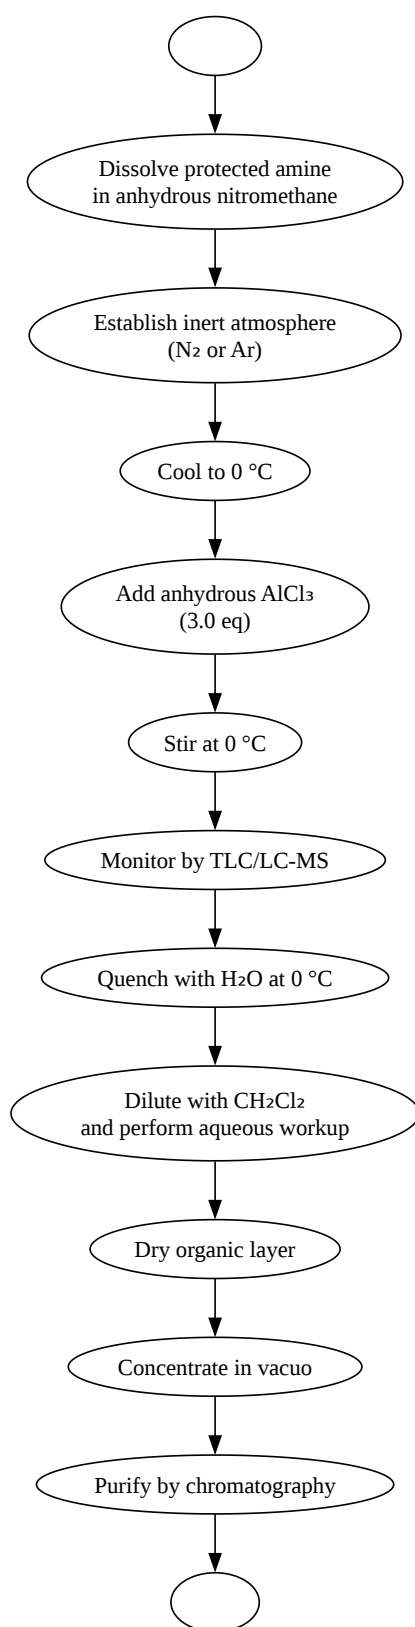 Dissolve protected amine
in anhydrous nitromethane
Establish inert atmosphere
(N₂ or Ar)
Cool to 0 °C
Add anhydrous AlCl₃
(3.0 eq)
Stir at 0 °C
Monitor by TLC/LC-MS
Quench with H₂O at 0 °C
Dilute with CH₂Cl₂
and perform aqueous workup
Dry organic layer
Concentrate in vacuo
Purify by chromatography